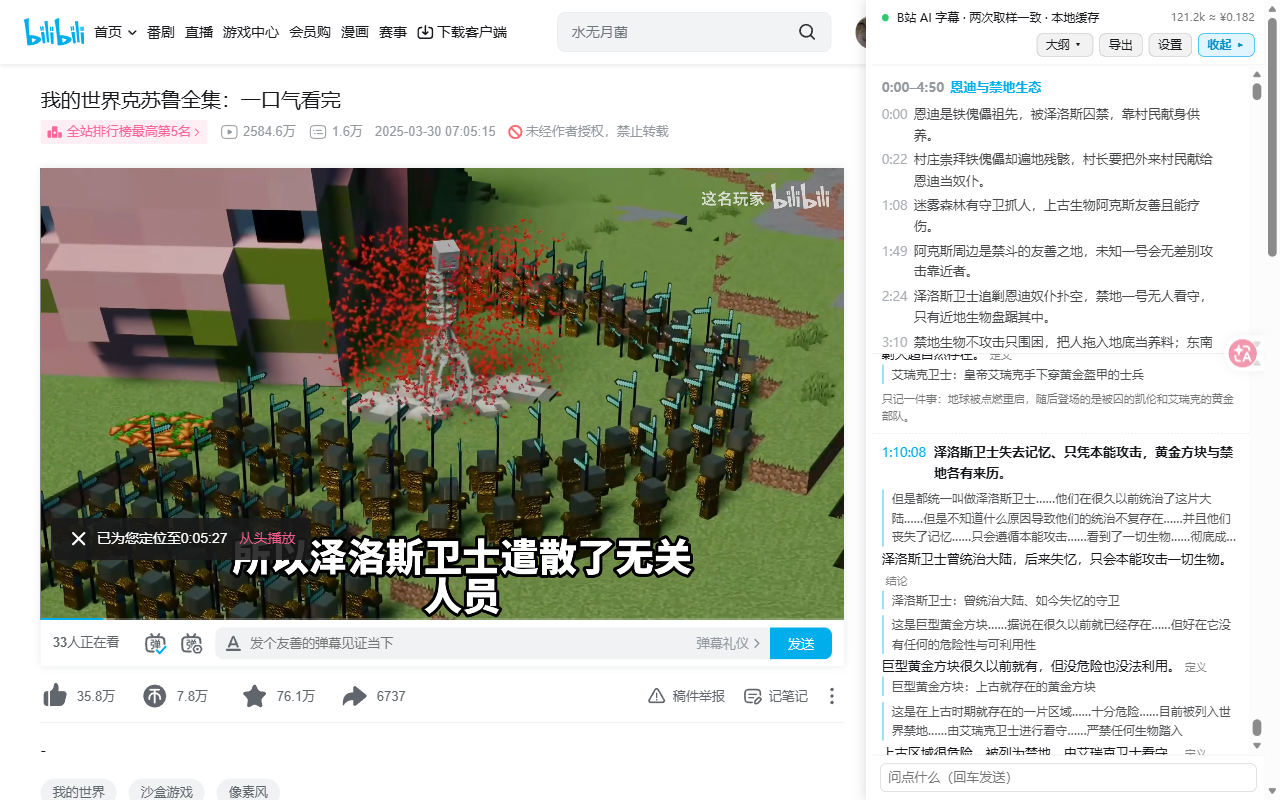 bilibili 首页 番剧 直播 游戏中心 会员购 漫画 赛事 下载客户端
水无月菌
我的世界克苏鲁全集：一口气看完
全站排行榜最高第5名 2584.6万 1.6万 2025-03-30 07:05:15 未经作者授权，禁止转载
这名玩家 bilibili
已为您定位至0:05:27 从头播放
所以泽洛斯卫士遣散了无关
人员
33人正在看 弹 弹 A 发个友善的弹幕见证当下 弹幕礼仪 发送
35.8万 7.8万 76.1万 6737 稿件举报 记笔记
-
我的世界 沙盒游戏 像素风
B站 AI 字幕 · 两次取样一致 · 本地缓存 121.2k ≈ ¥0.182
大纲 导出 设置 收起
0:00–4:50 恩迪与禁地生态
0:00 恩迪是铁傀儡祖先，被泽洛斯囚禁，靠村民献身供
养。
0:22 村庄崇拜铁傀儡却遍地残骸，村长要把外来村民献给
恩迪当奴仆。
1:08 迷雾森林有守卫抓人，上古生物阿克斯友善且能疗
伤。
1:49 阿克斯周边是禁斗的友善之地，未知一号会无差别攻
击靠近者。
2:24 泽洛斯卫士追剿恩迪奴仆扑空，禁地一号无人看守，
只有近地生物盘踞其中。
3:10 禁地生物不攻击只围困，把人拖入地底当养料；东南
艾瑞克卫士：皇帝艾瑞克手下穿黄金盔甲的士兵
只记一件事：地球被点燃重启，随后登场的是被囚的凯伦和艾瑞克的黄金
部队。
1:10:08 泽洛斯卫士失去记忆、只凭本能攻击，黄金方块与禁
地各有来历。
但是都统一叫做泽洛斯卫士……他们在很久以前统治了这片大
陆……但是不知道什么原因导致他们的统治不复存在……并且他们
丧失了记忆……只会遵循本能攻击……看到了一切生物……彻底成...
泽洛斯卫士曾统治大陆，后来失忆，只会本能攻击一切生物。
结论
泽洛斯卫士：曾统治大陆、如今失忆的守卫
这是巨型黄金方块……据说在很久以前就已经存在……但好在它没
有任何的危险性与可利用性
巨型黄金方块很久以前就有，但没危险也没法利用。 定义
巨型黄金方块：上古就存在的黄金方块
这是在上古时期就存在的一片区域……十分危险……目前被列入世
界禁地……由艾瑞克卫士进行看守……严禁任何生物踏入
上古区域很危险，被列为禁地，由艾瑞克卫士看守。 定义
问点什么（回车发送）